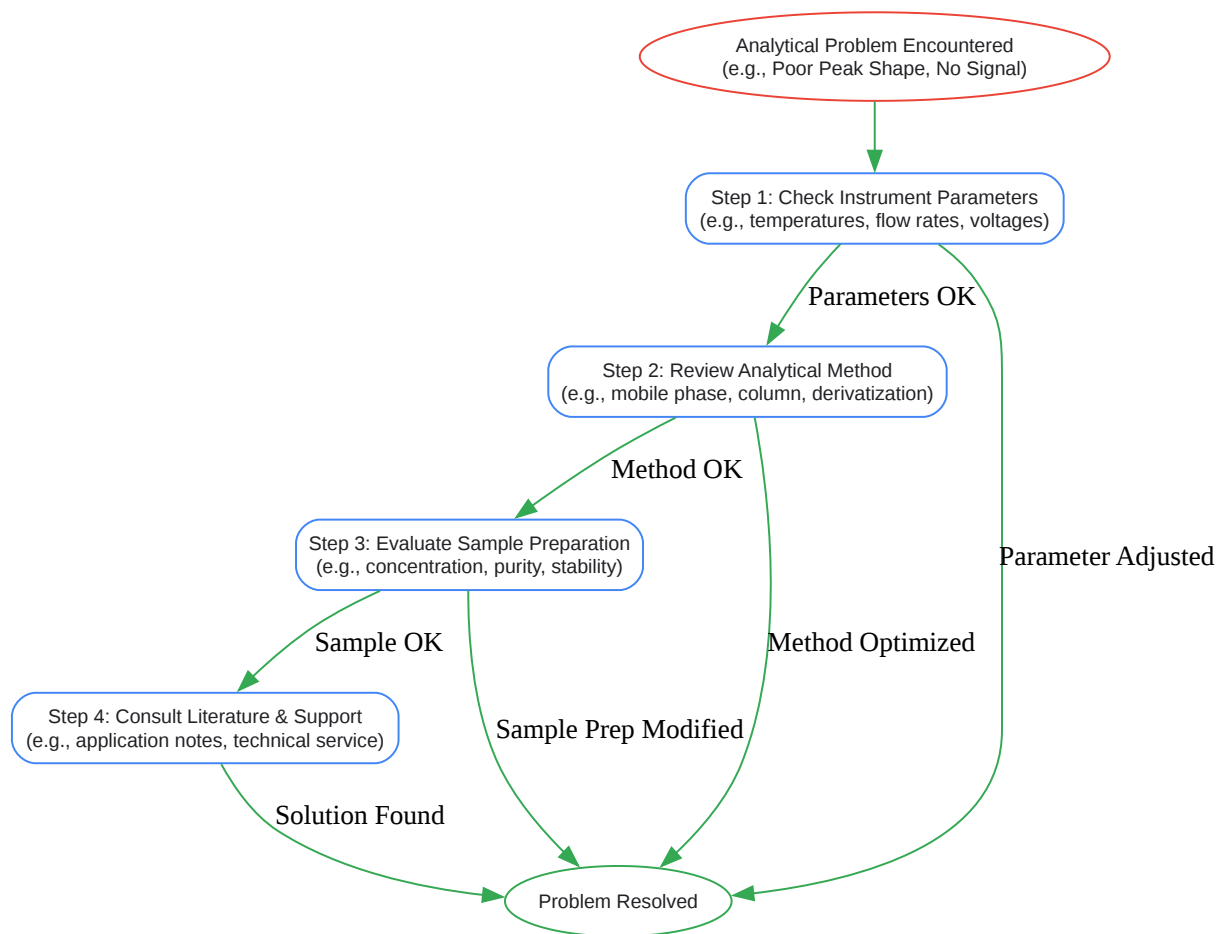 Analytical Problem Encountered
(e.g., Poor Peak Shape, No Signal)
Step 1: Check Instrument Parameters
(e.g., temperatures, flow rates, voltages)
Parameters OK
Step 2: Review Analytical Method
(e.g., mobile phase, column, derivatization)
Method OK
Step 3: Evaluate Sample Preparation
(e.g., concentration, purity, stability)
Parameter Adjusted
Sample OK
Method Optimized
Step 4: Consult Literature & Support
(e.g., application notes, technical service)
Sample Prep Modified
Solution Found
Problem Resolved